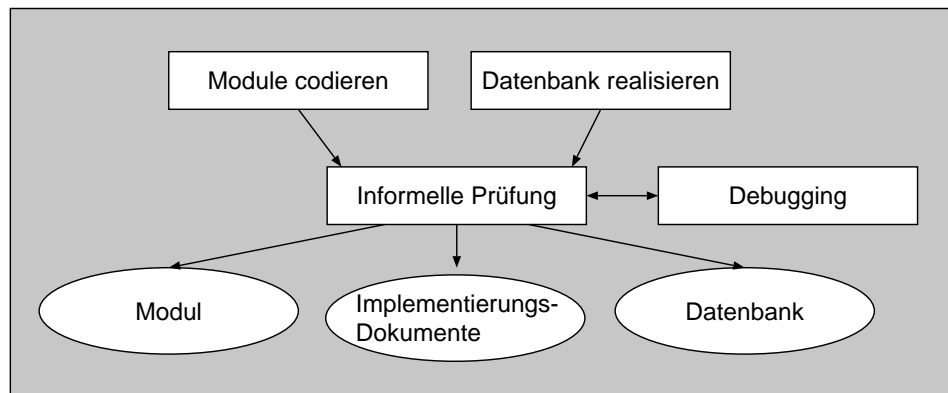 Module codieren
Datenbank realisieren
Informelle Prüfung
Debugging
Modul
Implementierungs-
Dokumente
Datenbank